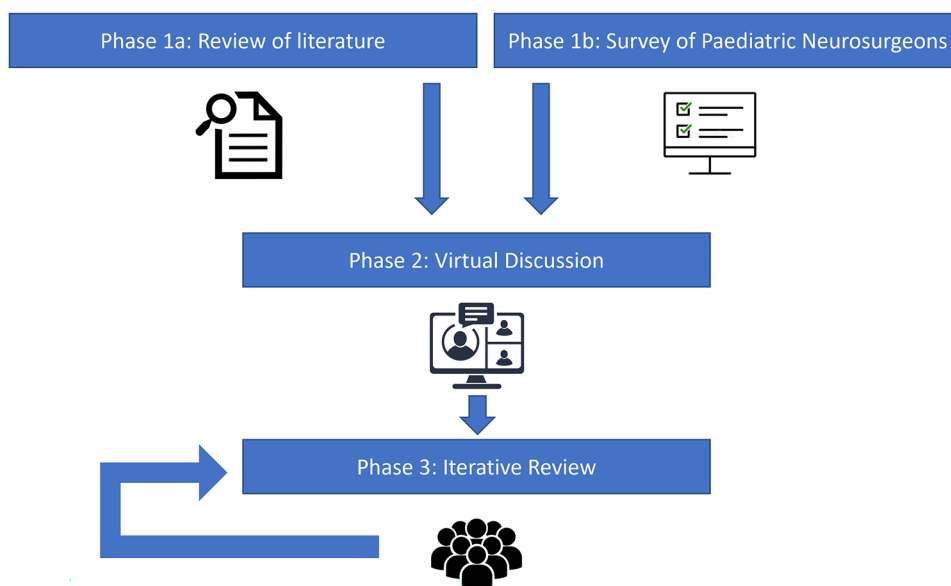 Phase 1a: Review of literature
Phase 1b: Survey of Paediatric Neurosurgeons
Phase 2: Virtual Discussion
Phase 3: Iterative Review